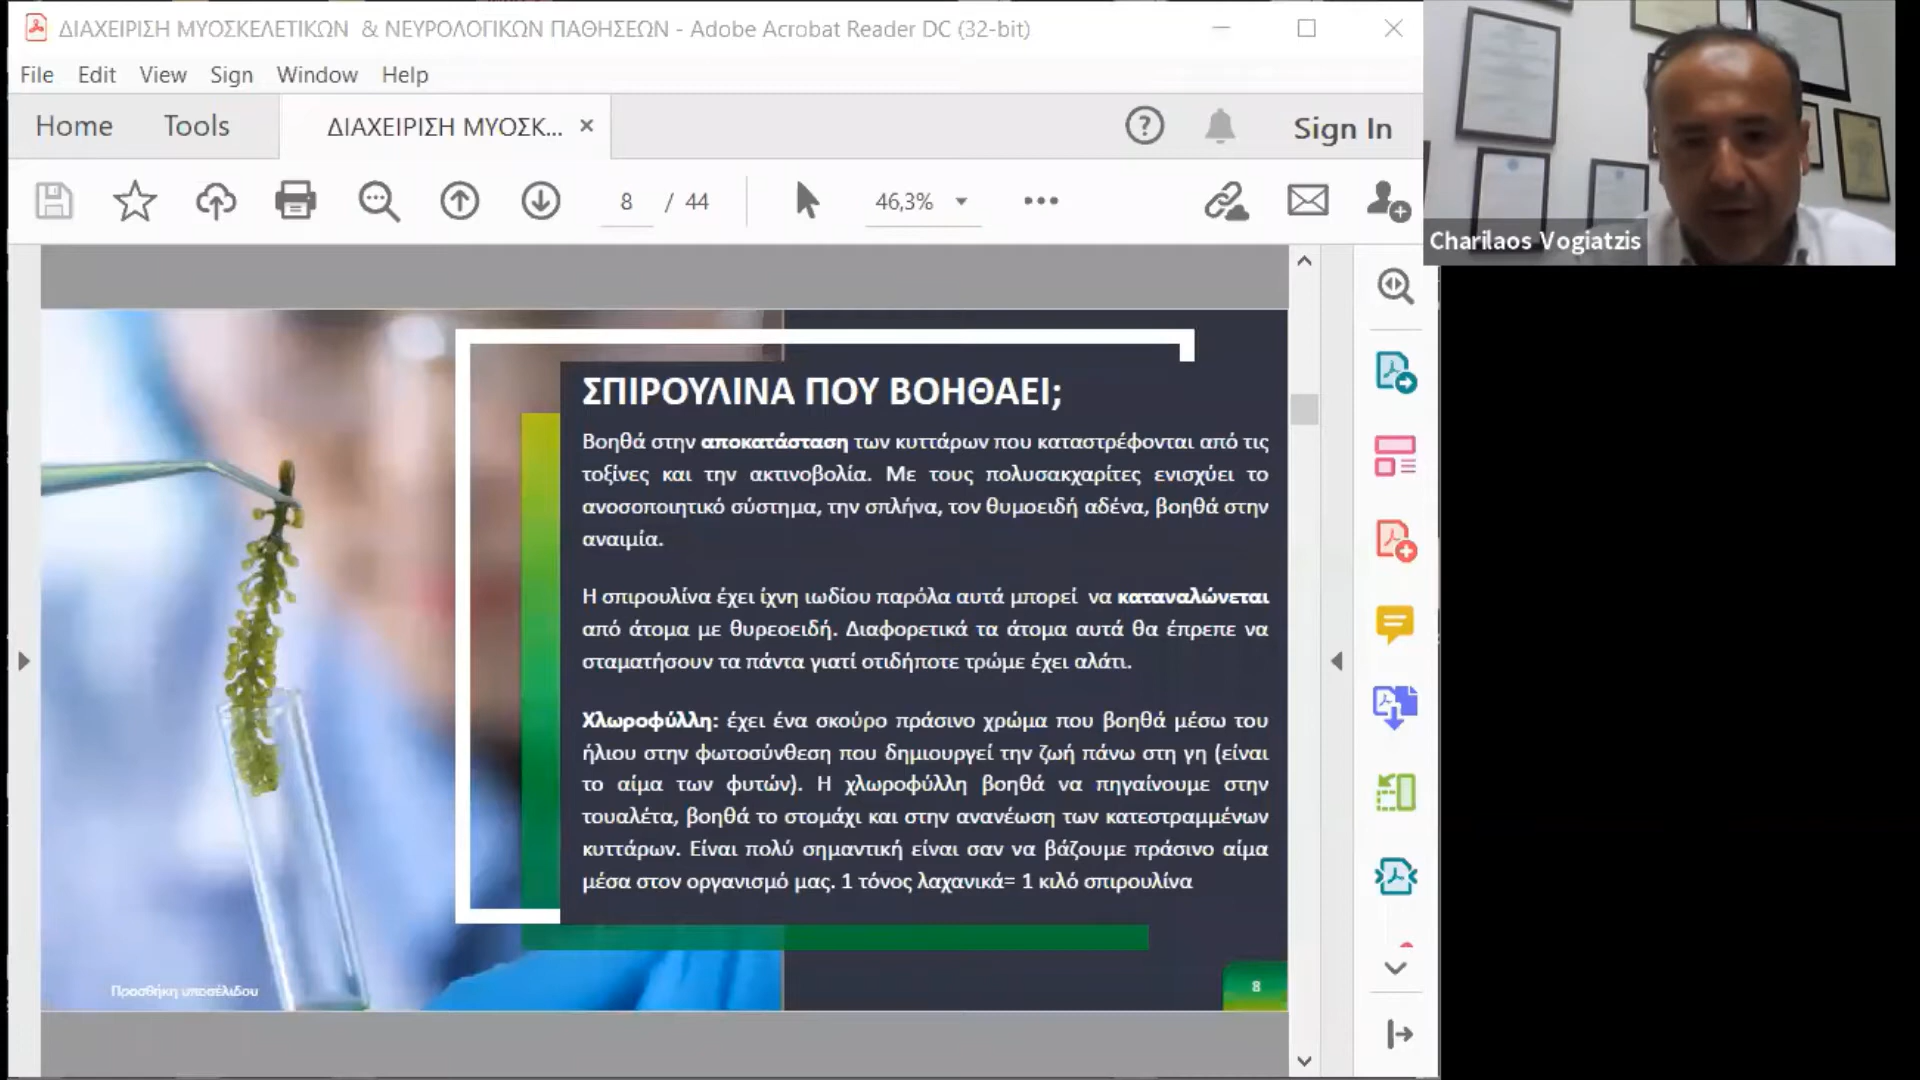 ΔΙΑΧΕΙΡΙΣΗ ΜΥΟΣΚΕΛΕΤΙΚΩΝ & ΝΕΥΡΟΛΟΓΙΚΩΝ ΠΑΘΗΣΕΩΝ - Adobe Acrobat Reader DC (32-bit)
File Edit View Sign Window Help
Home Tools ΔΙΑΧΕΙΡΙΣΗ ΜΥΟΣΚ... × Sign In
8 / 44 46,3%
Charilaos Vogiatzis
ΣΠΙΡΟΥΛΙΝΑ ΠΟΥ ΒΟΗΘΑΕΙ;
Βοηθά στην αποκατάσταση των κυττάρων που καταστρέφονται από τις
τοξίνες και την ακτινοβολία. Με τους πολυσακχαρίτες ενισχύει το
ανοσοποιητικό σύστημα, την σπλήνα, τον θυμοειδή αδένα, βοηθά στην
αναιμία.
Η σπιρουλίνα έχει ίχνη ιωδίου παρόλα αυτά μπορεί να καταναλώνεται
από άτομα με θυρεοειδή. Διαφορετικά τα άτομα αυτά θα έπρεπε να
σταματήσουν τα πάντα γιατί οτιδήποτε τρώμε έχει αλάτι.
Χλωροφύλλη: έχει ένα σκούρο πράσινο χρώμα που βοηθά μέσω του
ήλιου στην φωτοσύνθεση που δημιουργεί την ζωή πάνω στη γη (είναι
το αίμα των φυτών). Η χλωροφύλλη βοηθά να πηγαίνουμε στην
τουαλέτα, βοηθά το στομάχι και στην ανανέωση των κατεστραμμένων
κυττάρων. Είναι πολύ σημαντική είναι σαν να βάζουμε πράσινο αίμα
μέσα στον οργανισμό μας. 1 τόνος λαχανικά= 1 κιλό σπιρουλίνα
Προσθήκη υποσέλιδου
8